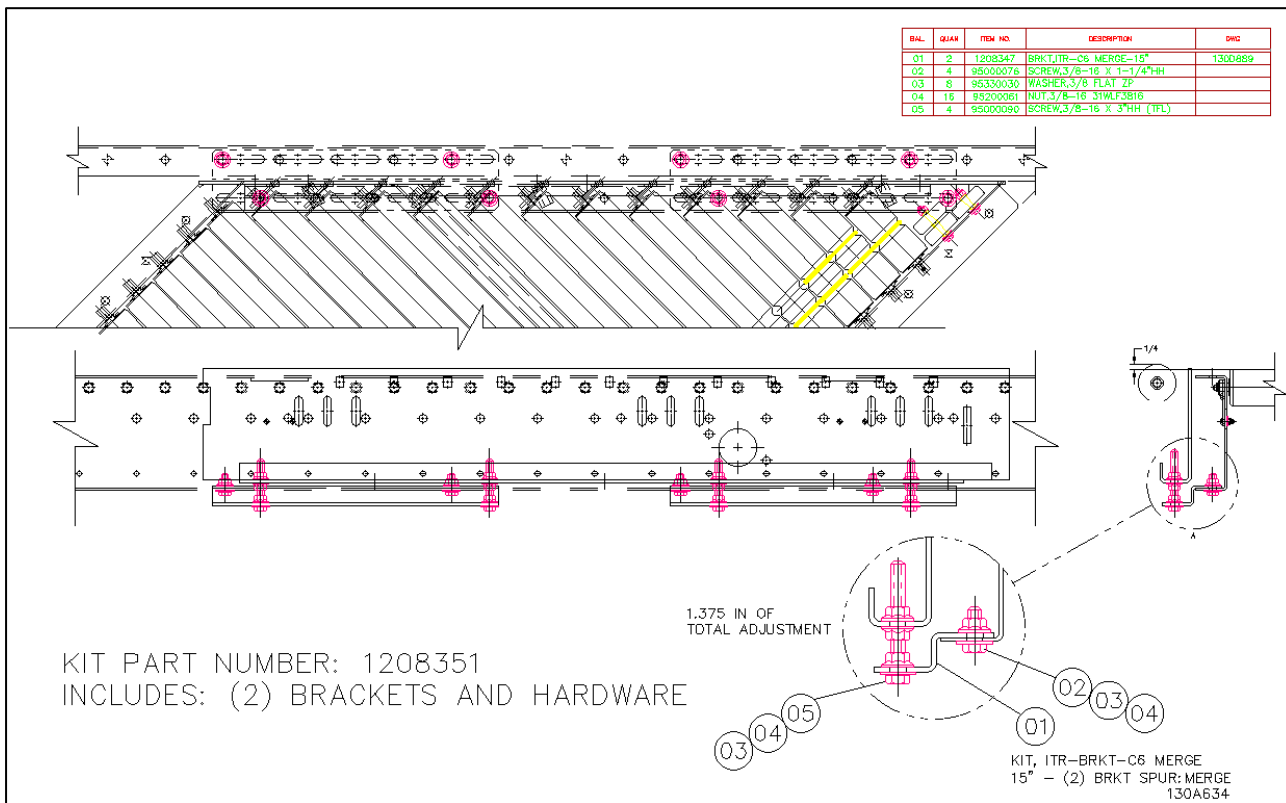 BAL. QUAN ITEM NO. DESCRIPTION DWG
01 2 1208347 BRKT,ITR-C6 MERGE-15" 130D889
02 4 95000076 SCREW,3/8-16 X 1-1/4"HH
03 8 95330030 WASHER,3/8 FLAT ZP
04 16 95200061 NUT,3/8-16 31WLF3816
05 4 95000090 SCREW,3/8-16 X 3"HH (TFL)
1/4
A
1.375 IN OF
TOTAL ADJUSTMENT
KIT PART NUMBER: 1208351
INCLUDES: (2) BRACKETS AND HARDWARE
03 04 05
01
02 03 04
KIT, ITR-BRKT-C6 MERGE
15" - (2) BRKT SPUR:MERGE
130A634